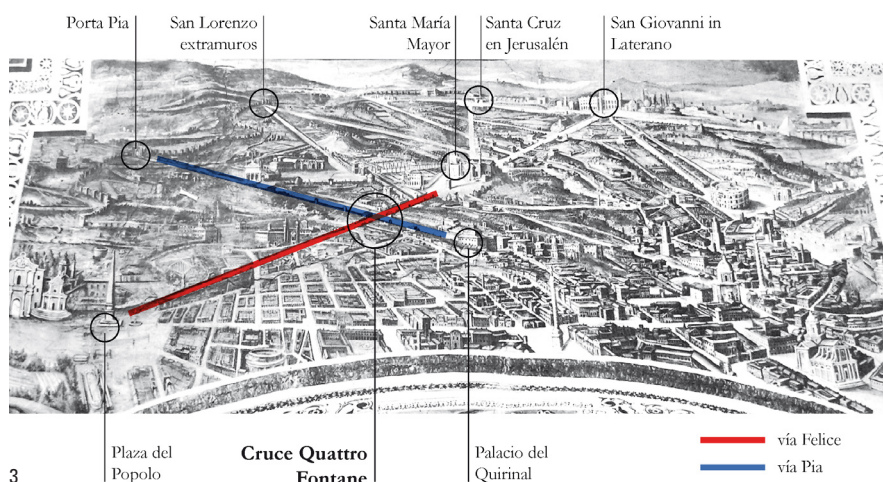 Porta Pia
San Lorenzo
extramuros
Santa María
Mayor
Santa Cruz
en Jerusalén
San Giovanni in
Laterano
Plaza del
Popolo
Cruce Quattro
Fontane
Palacio del
Quirinal
vía Felice
vía Pia
3